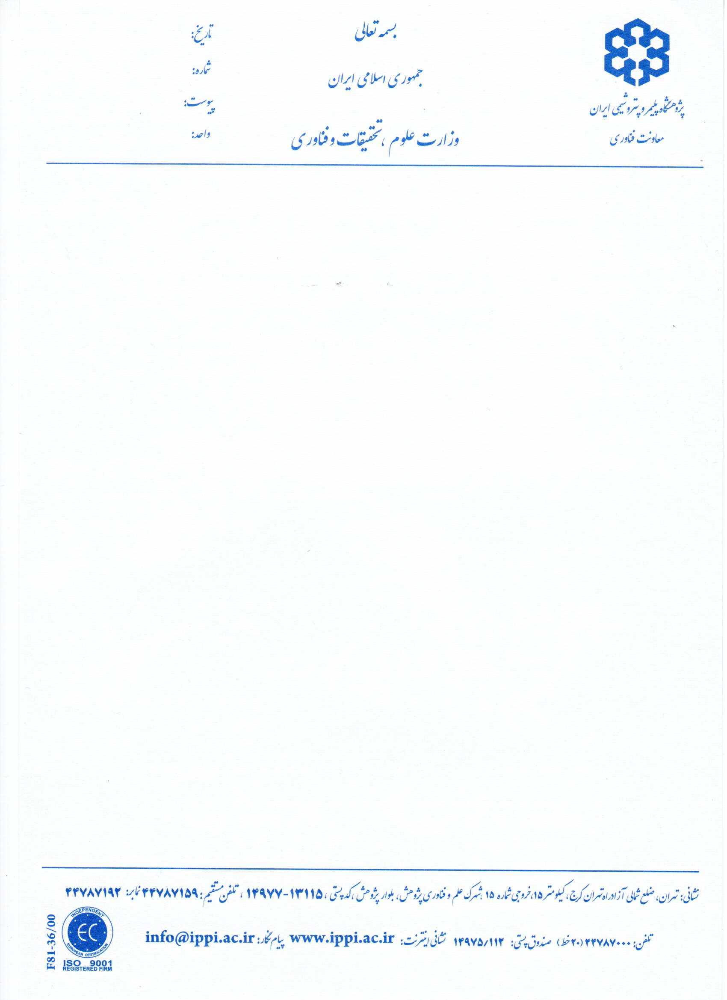 بسمه تعالی
جمهوری اسلامی ایران
وزارت علوم ، تحقیقات و فناوری
پژوهشگاه پلیمر و پتروشیمی ایران
معاونت فناوری
تاریخ:
شماره:
پیوست:
واحد:
نشانی: تهران، ضلع شمالی آزادراه تهران کرج، کیلومتر ۱۵،خروجی شماره ۱۵ ،شهرک علم و فناوری پژوهش، بلوار پژوهش ،کدپستی ، ۱۳۱۱۵-۱۴۹۷۷ ، تلفن مستقیم: ۴۴۷۸۷۱۵۹ نمابر: ۴۴۷۸۷۱۹۲
تلفن: ۴۴۷۸۷۰۰۰ (۲۰ خط) صندوق پستی: ۱۴۹۷۵/۱۱۲ نشانی اینترنت: www.ippi.ac.ir پیام نگار: info@ippi.ac.ir
INDEPENDENT
EC
EUROPEAN CERTIFICATION
ISO 9001
REGISTERED FIRM
F81-36/00